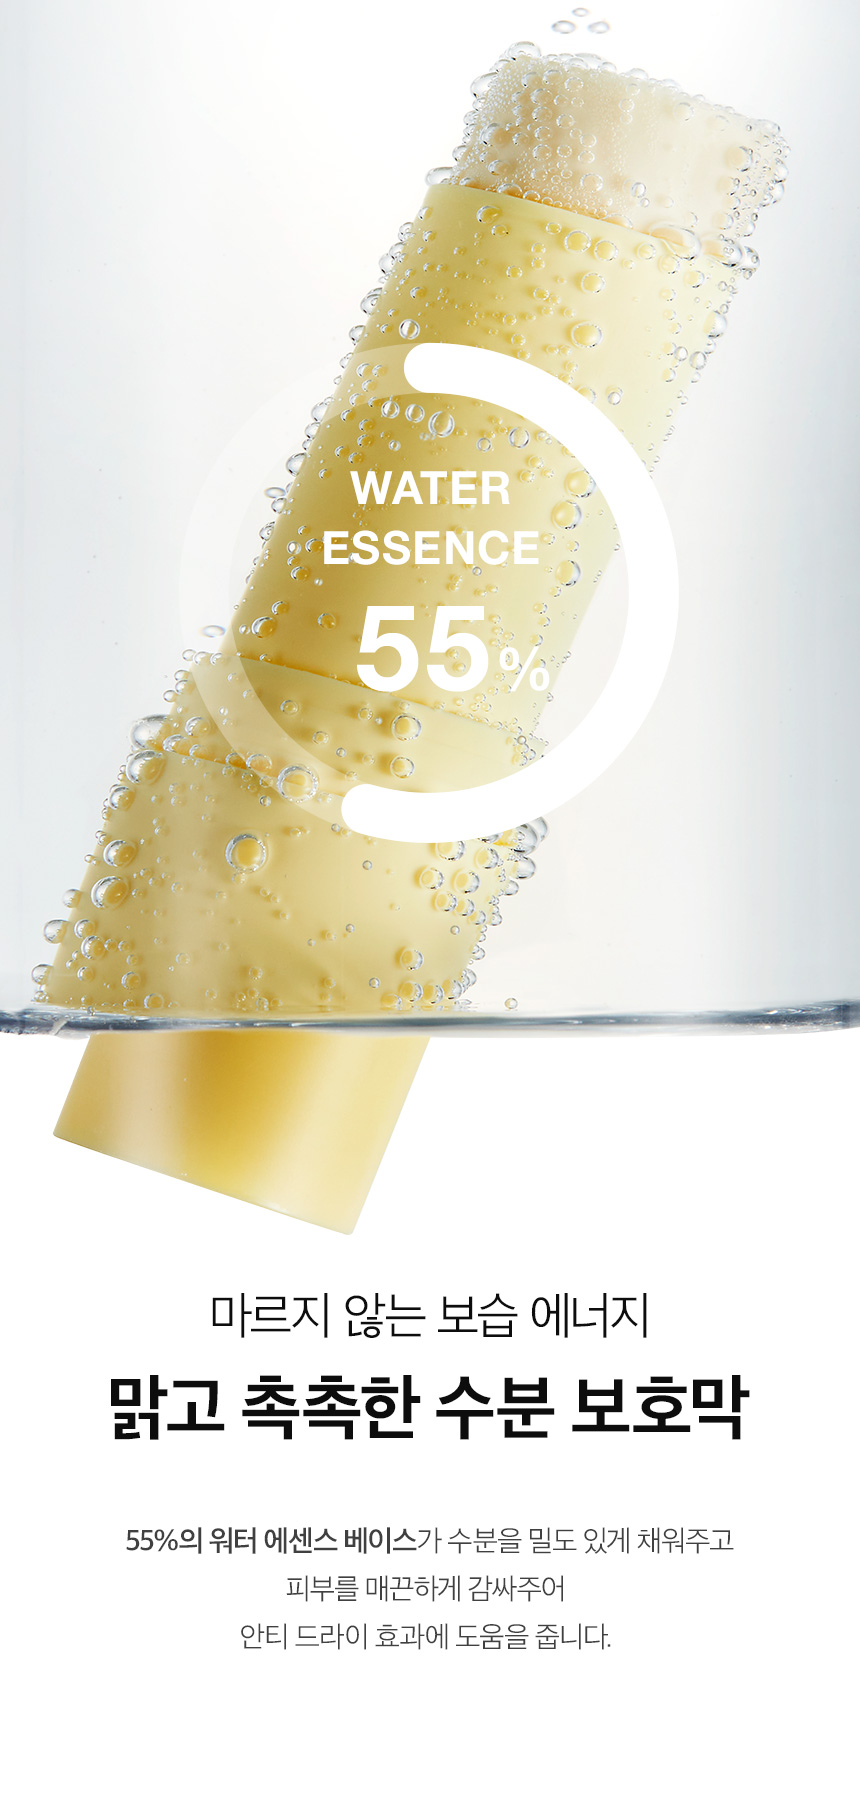 WATER
ESSENCE
55%
마르지 않는 보습 에너지
맑고 촉촉한 수분 보호막
55%의 워터 에센스 베이스가 수분을 밀도 있게 채워주고
피부를 매끈하게 감싸주어
안티 드라이 효과에 도움을 줍니다.